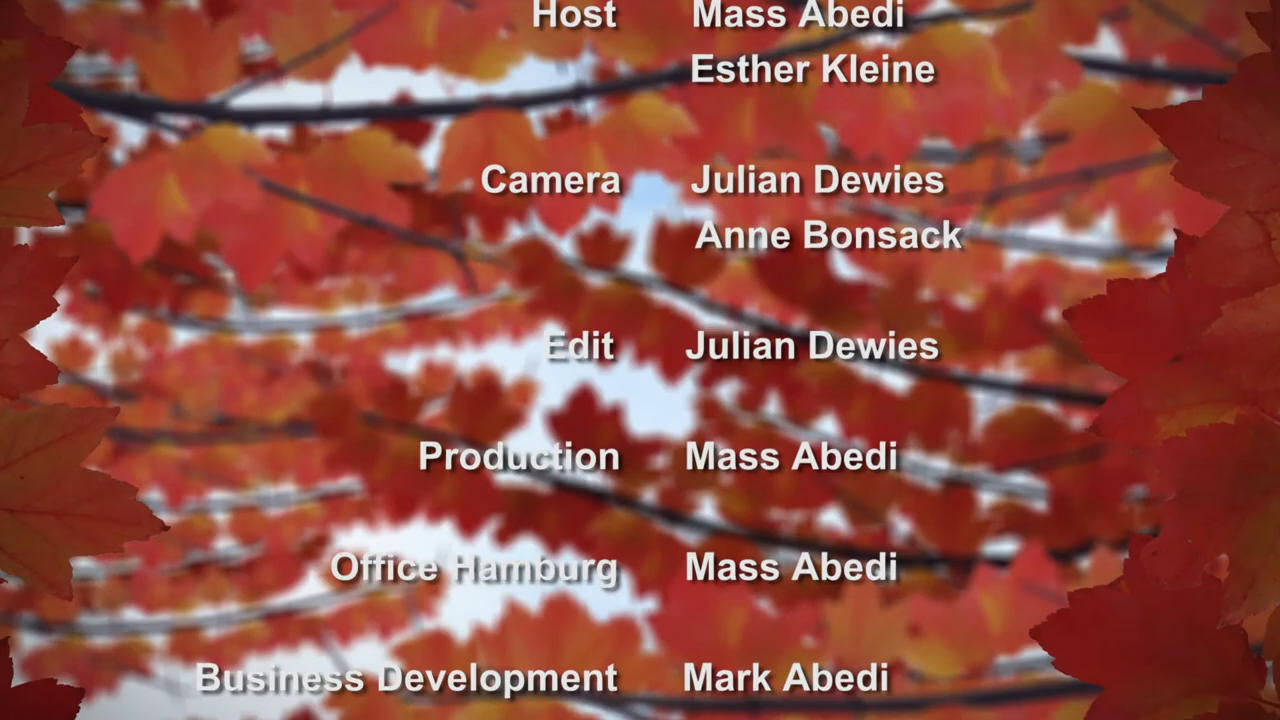 Host Mass Abedi
Esther Kleine
Camera Julian Dewies
Anne Bonsack
Edit Julian Dewies
Production Mass Abedi
Office Hamburg Mass Abedi
Business Development Mark Abedi